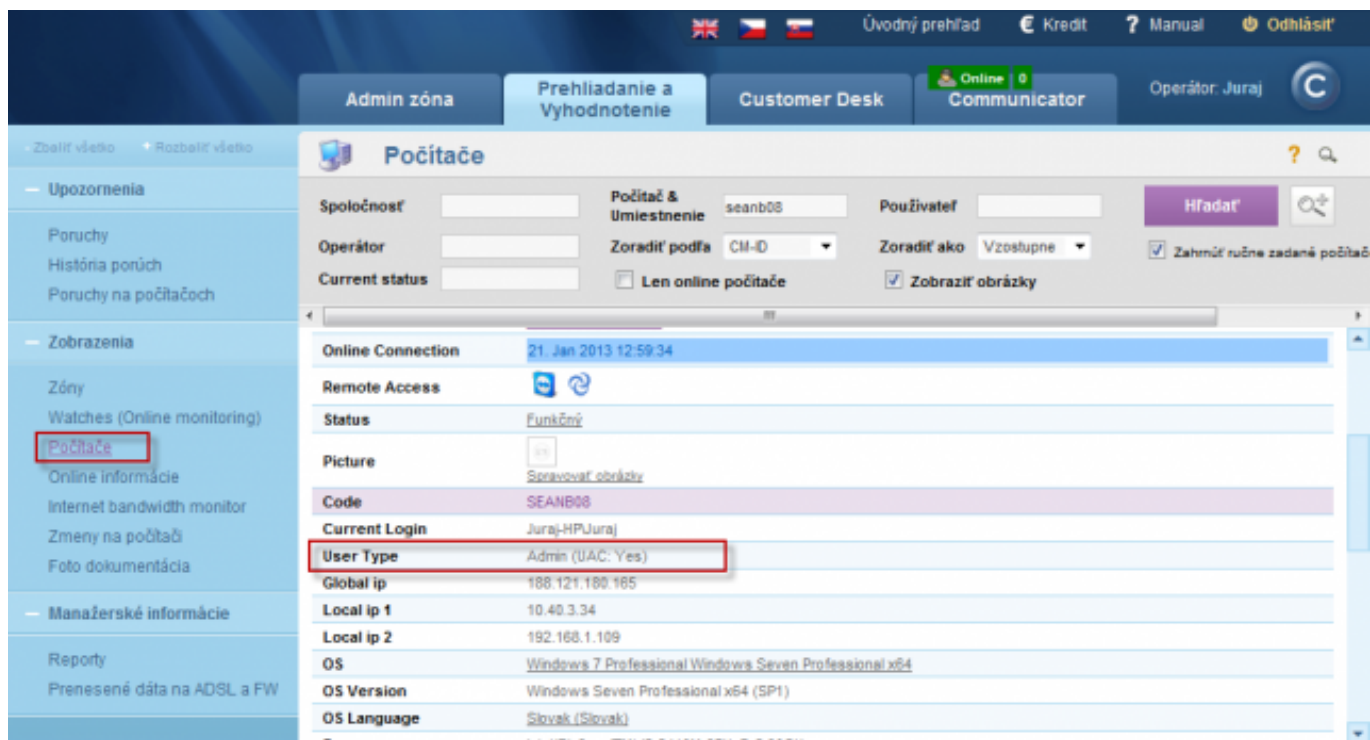 Úvodný prehľad € Kredit ? Manual Odhlásiť
Admin zóna
Prehliadanie a
Vyhodnotenie
Customer Desk
Online 0
Communicator
Operátor: Juraj
C
- Zbaliť všetko + Rozbaliť všetko
Upozornenia
Poruchy
História porúch
Poruchy na počítačoch
Zobrazenia
Zóny
Watches (Online monitoring)
Počítače
Online informácie
Internet bandwidth monitor
Zmeny na počítači
Foto dokumentácia
Manažérské informácie
Reporty
Prenesené dáta na ADSL a FW
Počítače
Spoločnosť
Počítač &
Umiestnenie
seanb08
Používateľ
Hľadať
Operátor
Zoradiť podľa CM-ID
Zoradiť ako Vzostupne
Zahrnúť ručne zadané počítač
Current status
Len online počítače
Zobraziť obrázky
Online Connection 21. Jan 2013 12:59:34
Remote Access
Status Funkčný
Picture
Spravovať obrázky
Code SEANB08
Current Login Juraj-HP\Juraj
User Type Admin (UAC: Yes)
Global ip 188.121.180.165
Local ip 1 10.40.3.34
Local ip 2 192.168.1.109
OS Windows 7 Professional Windows Seven Professional x64
OS Version Windows Seven Professional x64 (SP1)
OS Language Slovak (Slovak)